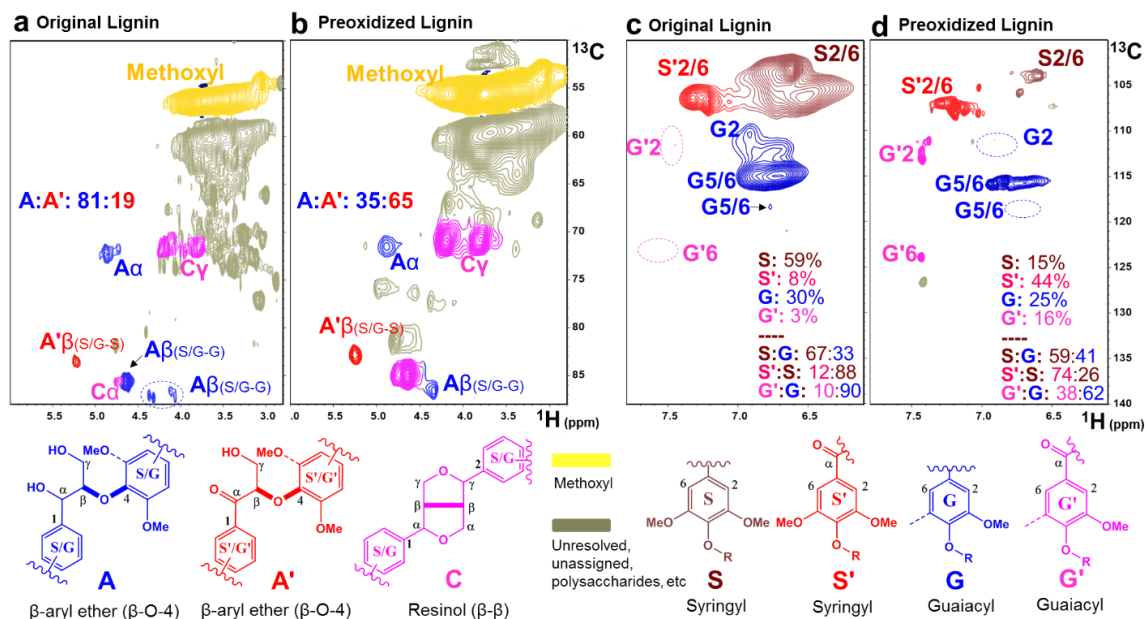 a Original Lignin
Methoxyl
A:A': 81:19
Aα
Cγ
A'β(S/G-S)
Aβ(S/G-G)
Cα
Aβ(S/G-G)
5.5 5.0 4.5 4.0 3.5 3.0
b Preoxidized Lignin
13C
Methoxyl
A:A': 35:65
Aα
Cγ
A'β(S/G-S)
Aβ(S/G-G)
55
60
65
70
75
80
85
5.5 5.0 4.5 4.0 3.5
1H (ppm)
c Original Lignin
S2/6
S'2/6
G2
G'2
G5/6
G5/6
G'6
S: 59%
S': 8%
G: 30%
G': 3%
----
S:G: 67:33
S':S: 12:88
G':G: 10:90
7.5 7.0 6.5
d Preoxidized Lignin
13C
S2/6
S'2/6
G2
G'2
G5/6
G5/6
G'6
S: 15%
S': 44%
G: 25%
G': 16%
----
S:G: 59:41
S':S: 74:26
G':G: 38:62
105
110
115
120
125
130
135
140
7.5 7.0 6.5
1H (ppm)
HO
MeO
S/G
γ
HO
α
β
O
4
OMe
1
S/G
A
β-aryl ether (β-O-4)
HO
MeO
S'/G'
γ
O
α
β
O
4
OMe
1
S'/G'
A'
β-aryl ether (β-O-4)
2
S/G
O
γ
γ
β
β
α
α
1
O
S/G
C
Resinol (β-β)
Methoxyl
Unresolved,
unassigned,
polysaccharides, etc
6
2
S
MeO
OMe
O-R
S
Syringyl
O
α
6
2
S'
MeO
OMe
O-R
S'
Syringyl
6
2
G
OMe
O-R
G
Guaiacyl
O
α
6
2
G'
OMe
O-R
G'
Guaiacyl